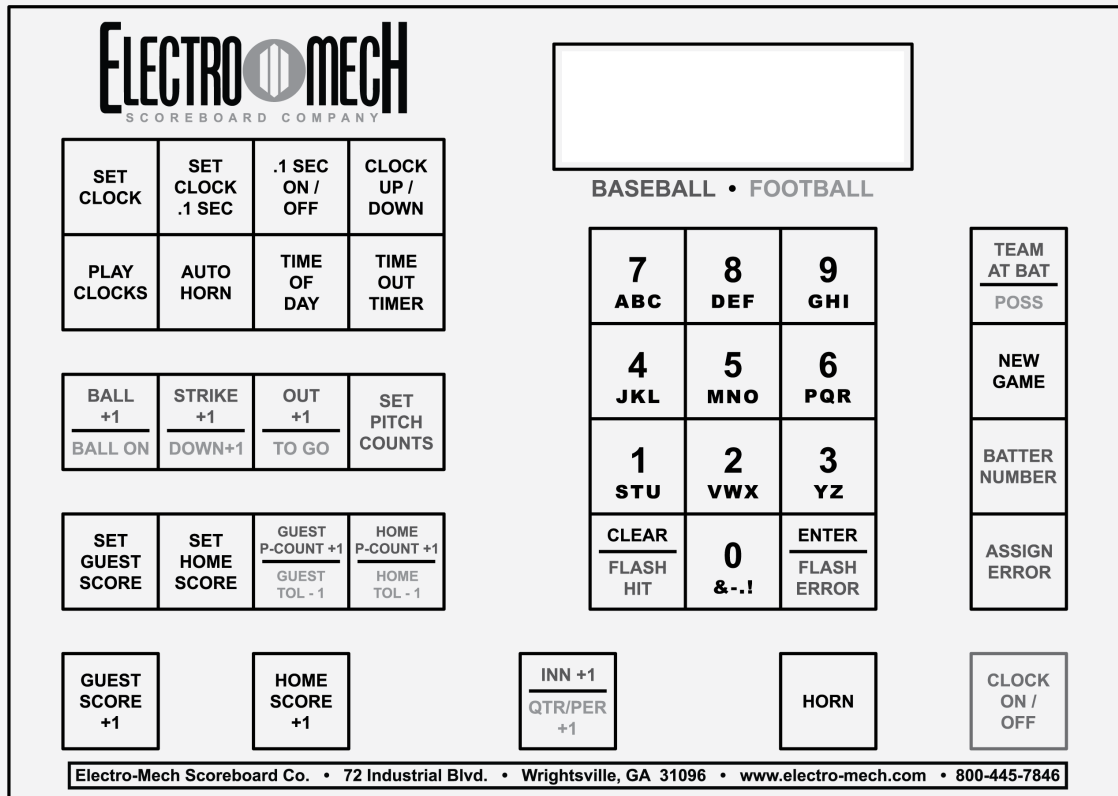 ELECTRO MECH
SCOREBOARD COMPANY
BASEBALL • FOOTBALL
SET
CLOCK
SET
CLOCK
.1 SEC
.1 SEC
ON /
OFF
CLOCK
UP /
DOWN
PLAY
CLOCKS
AUTO
HORN
TIME
OF
DAY
TIME
OUT
TIMER
BALL
+1
BALL ON
STRIKE
+1
DOWN+1
OUT
+1
TO GO
SET
PITCH
COUNTS
SET
GUEST
SCORE
SET
HOME
SCORE
GUEST
P-COUNT +1
GUEST
TOL - 1
HOME
P-COUNT +1
HOME
TOL - 1
7
ABC
8
DEF
9
GHI
4
JKL
5
MNO
6
PQR
1
STU
2
VWX
3
YZ
CLEAR
FLASH
HIT
0
&-.!
ENTER
FLASH
ERROR
TEAM
AT BAT
POSS
NEW
GAME
BATTER
NUMBER
ASSIGN
ERROR
GUEST
SCORE
+1
HOME
SCORE
+1
INN +1
QTR/PER
+1
HORN
CLOCK
ON /
OFF
Electro-Mech Scoreboard Co. • 72 Industrial Blvd. • Wrightsville, GA 31096 • www.electro-mech.com • 800-445-7846